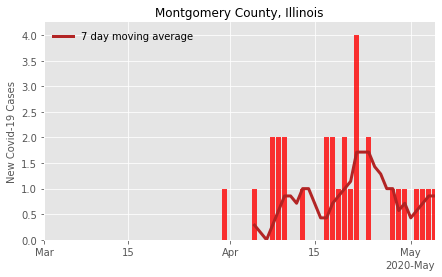 Montgomery County, Illinois
7 day moving average
New Covid-19 Cases
4.0
3.5
3.0
2.5
2.0
1.5
1.0
0.5
0.0
Mar
15
Apr
15
May
2020-May